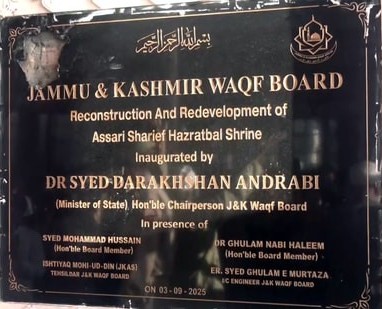 بسم الله الرحمن الرحيم
JAMMU & KASHMIR WAQF BOARD
Reconstruction And Redevelopment of
Assari Sharief Hazratbal Shrine
Inaugurated by
DR SYED DARAKHSHAN ANDRABI
(Minister of State) Hon'ble Chairperson J&K Waqf Board
In presence of
SYED MOHAMMAD HUSSAIN
(Hon'ble Board Member)
DR GHULAM NABI HALEEM
(Hon'ble Board Member)
ISHTIYAQ MOHI-UD-DIN (JKAS)
TEHSILDAR J&K WAQF BOARD
ER. SYED GHULAM E MURTAZA
I/C ENGINEER J&K WAQF BOARD
ON 03-09-2025